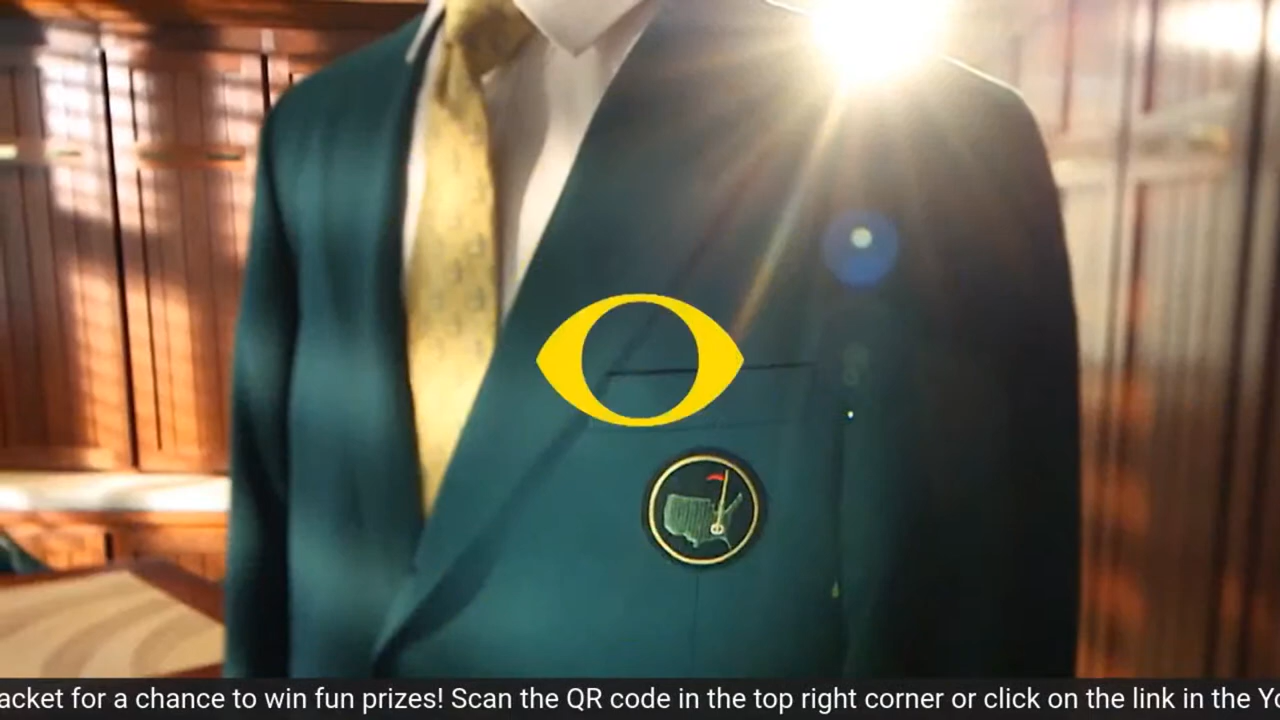 acket for a chance to win fun prizes! Scan the QR code in the top right corner or click on the link in the Yo